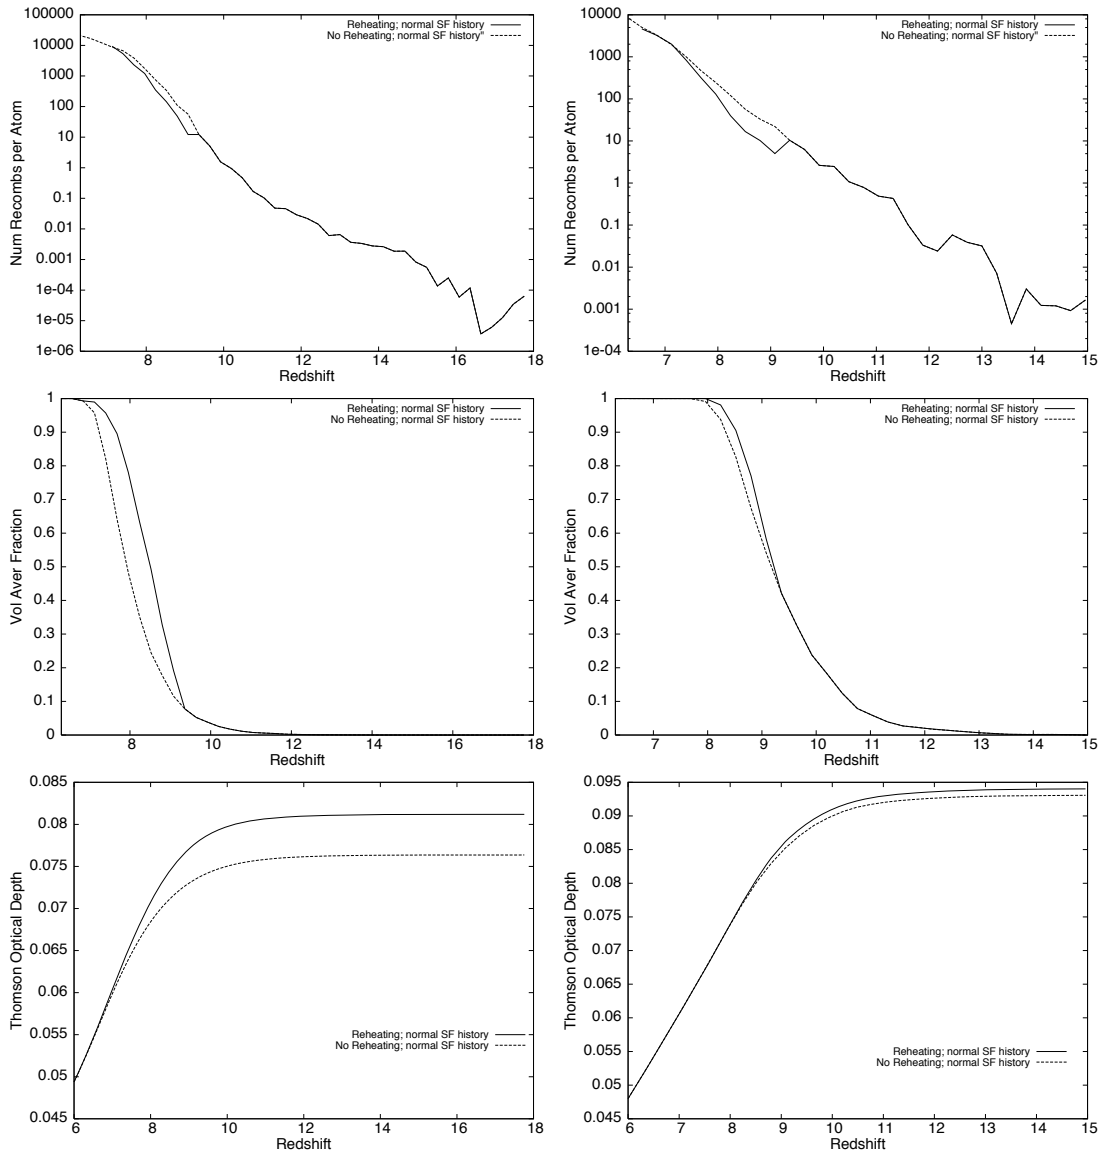 100000
10000
1000
100
10
1
0.1
0.01
0.001
1e-04
1e-05
1e-06
8 10 12 14 16 18
Redshift
Num Recombs per Atom
Reheating; normal SF history
No Reheating; normal SF history"
10000
1000
100
10
1
0.1
0.01
0.001
1e-04
7 8 9 10 11 12 13 14 15
Redshift
Num Recombs per Atom
Reheating; normal SF history
No Reheating; normal SF history"
1
0.9
0.8
0.7
0.6
0.5
0.4
0.3
0.2
0.1
0
8 10 12 14 16 18
Redshift
Vol Aver Fraction
Reheating; normal SF history
No Reheating; normal SF history
1
0.9
0.8
0.7
0.6
0.5
0.4
0.3
0.2
0.1
0
7 8 9 10 11 12 13 14 15
Redshift
Vol Aver Fraction
Reheating; normal SF history
No Reheating; normal SF history
0.085
0.08
0.075
0.07
0.065
0.06
0.055
0.05
0.045
6 8 10 12 14 16 18
Redshift
Thomson Optical Depth
Reheating; normal SF history
No Reheating; normal SF history
0.095
0.09
0.085
0.08
0.075
0.07
0.065
0.06
0.055
0.05
0.045
6 7 8 9 10 11 12 13 14 15
Redshift
Thomson Optical Depth
Reheating; normal SF history
No Reheating; normal SF history